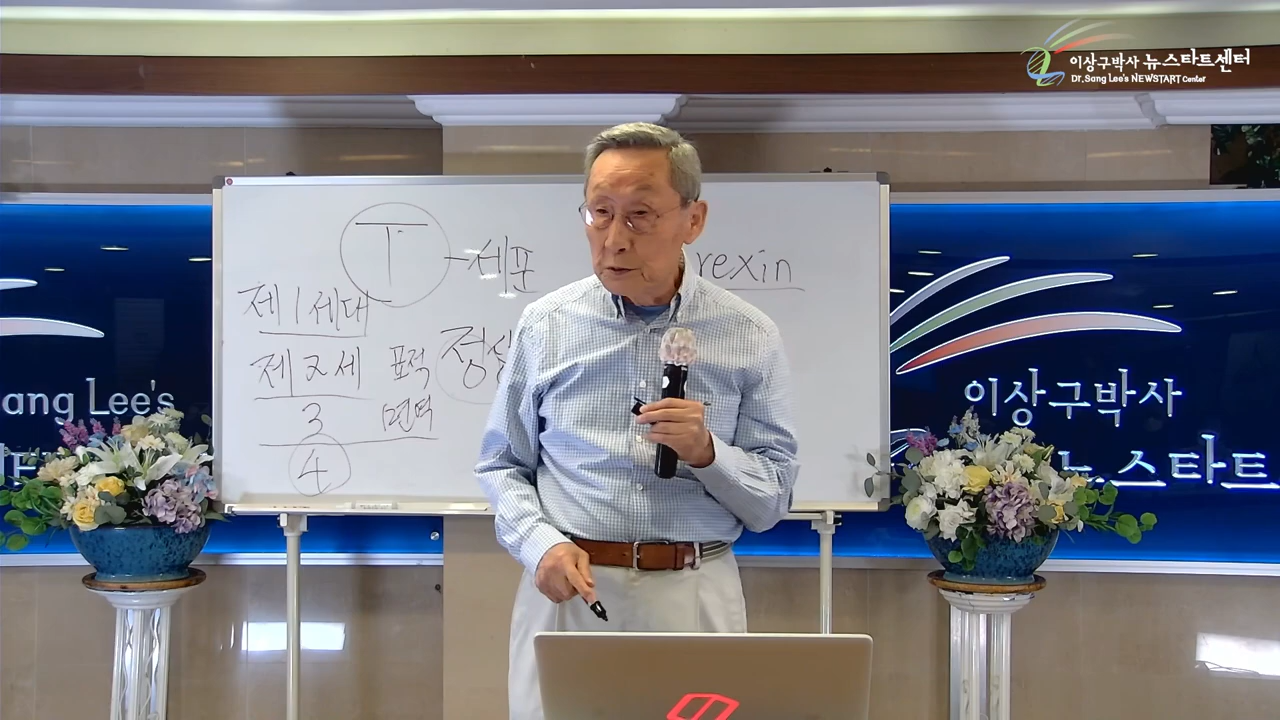 이상구박사 뉴스타트센터
Dr. Sang Lee's NEWSTART Center
T-세포
rexin
제1세대
제2세 표적
3 면역
4
ang Lee's
이상구박사
뉴스타트